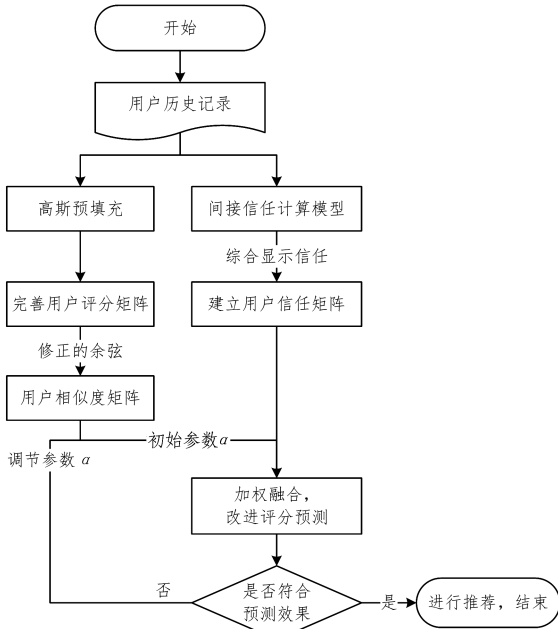 开始
用户历史记录
高斯预填充
间接信任计算模型
综合显示信任
完善用户评分矩阵
建立用户信任矩阵
修正的余弦
用户相似度矩阵
初始参数α
调节参数 α
加权融合，
改进评分预测
否
是否符合
预测效果
是
进行推荐，结束